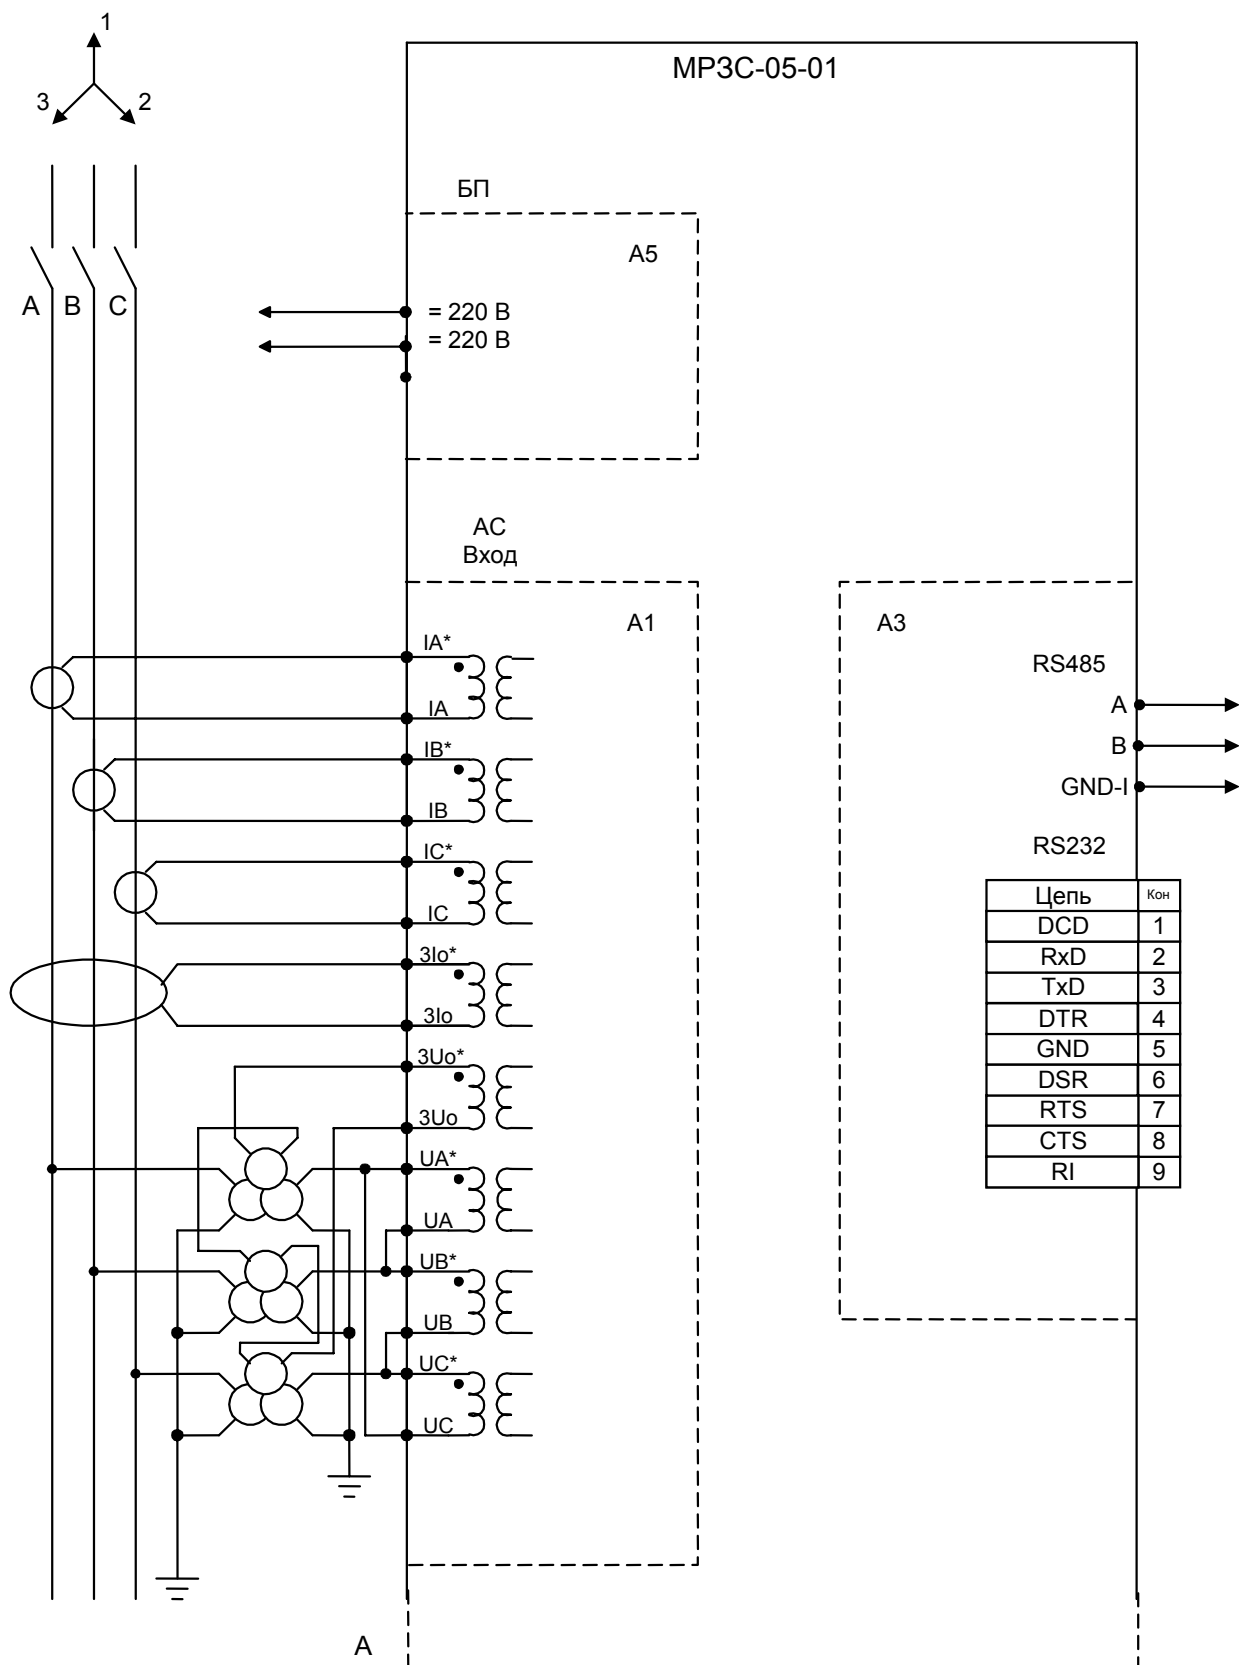 1
3
2
МРЗС-05-01
БП
А5
А В С
= 220 В
= 220 В
АС
Вход
А1
А3
IA*
IA
IB*
IB
IC*
IC
3Io*
3Io
3Uo*
3Uo
UA*
UA
UB*
UB
UC*
UC
RS485
A
B
GND-I
RS232
Цепь Кон
DCD 1
RxD 2
TxD 3
DTR 4
GND 5
DSR 6
RTS 7
CTS 8
RI 9
А